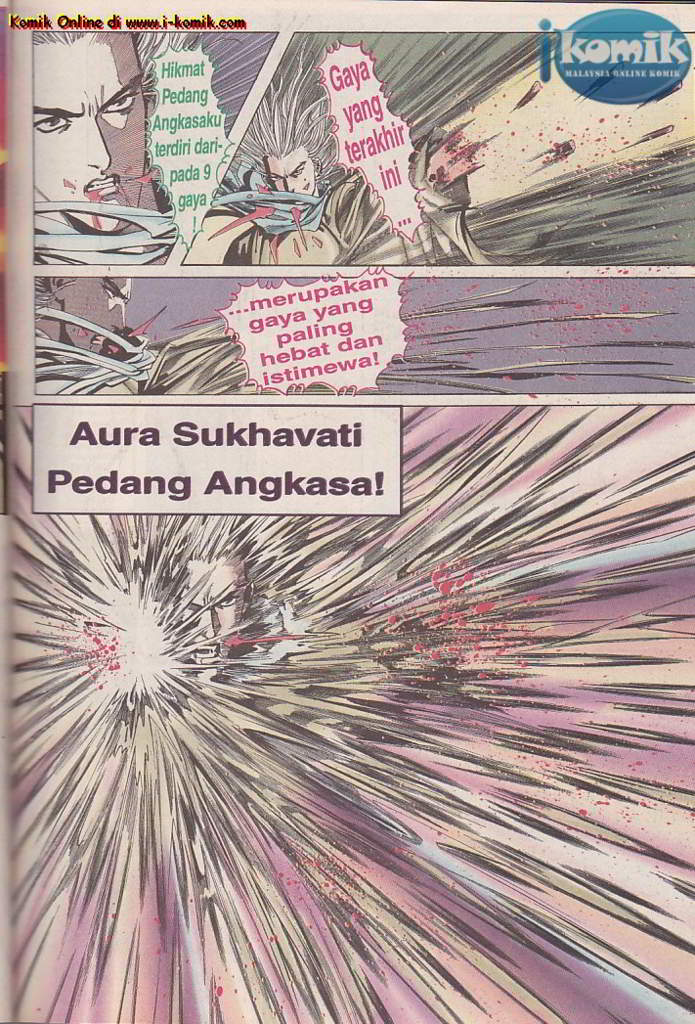 Komik Online di www.i-komik.com
ikomik
MALAYSIA ONLINE KOMIK
Hikmat
Pedang
Angkasaku
terdiri dari-
pada 9
gaya
!
Gaya
yang
terakhir
ini
...
...merupakan
gaya yang
paling
hebat dan
istimewa!
Aura Sukhavati
Pedang Angkasa!